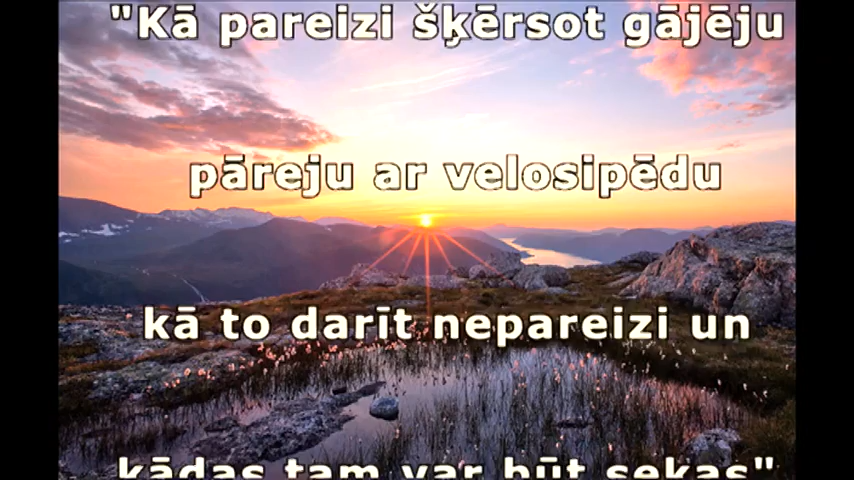 "Kā pareizi šķērsot gājēju
pāreju ar velosipēdu
kā to darīt nepareizi un
kādas tam var būt sekas"